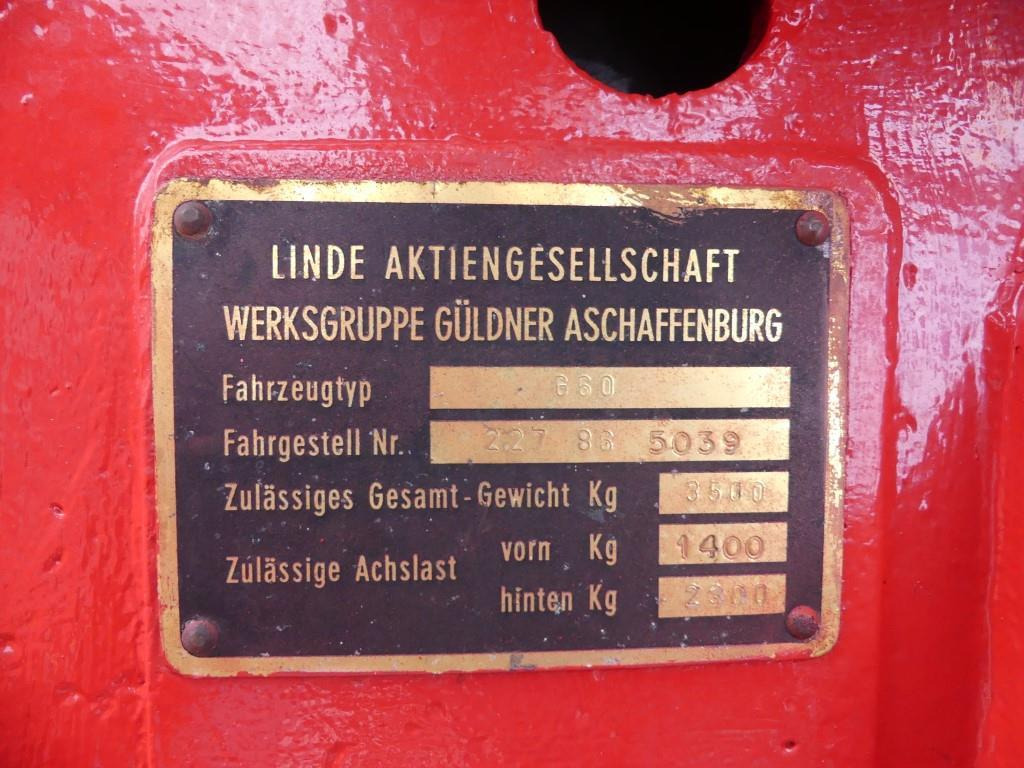 LINDE AKTIENGESELLSCHAFT
WERKSGRUPPE GÜLDNER ASCHAFFENBURG
Fahrzeugtyp G60
Fahrgestell Nr. 227 86 5039
Zulässiges Gesamt-Gewicht Kg 3500
Zulässige Achslast vorn Kg 1400
hinten Kg